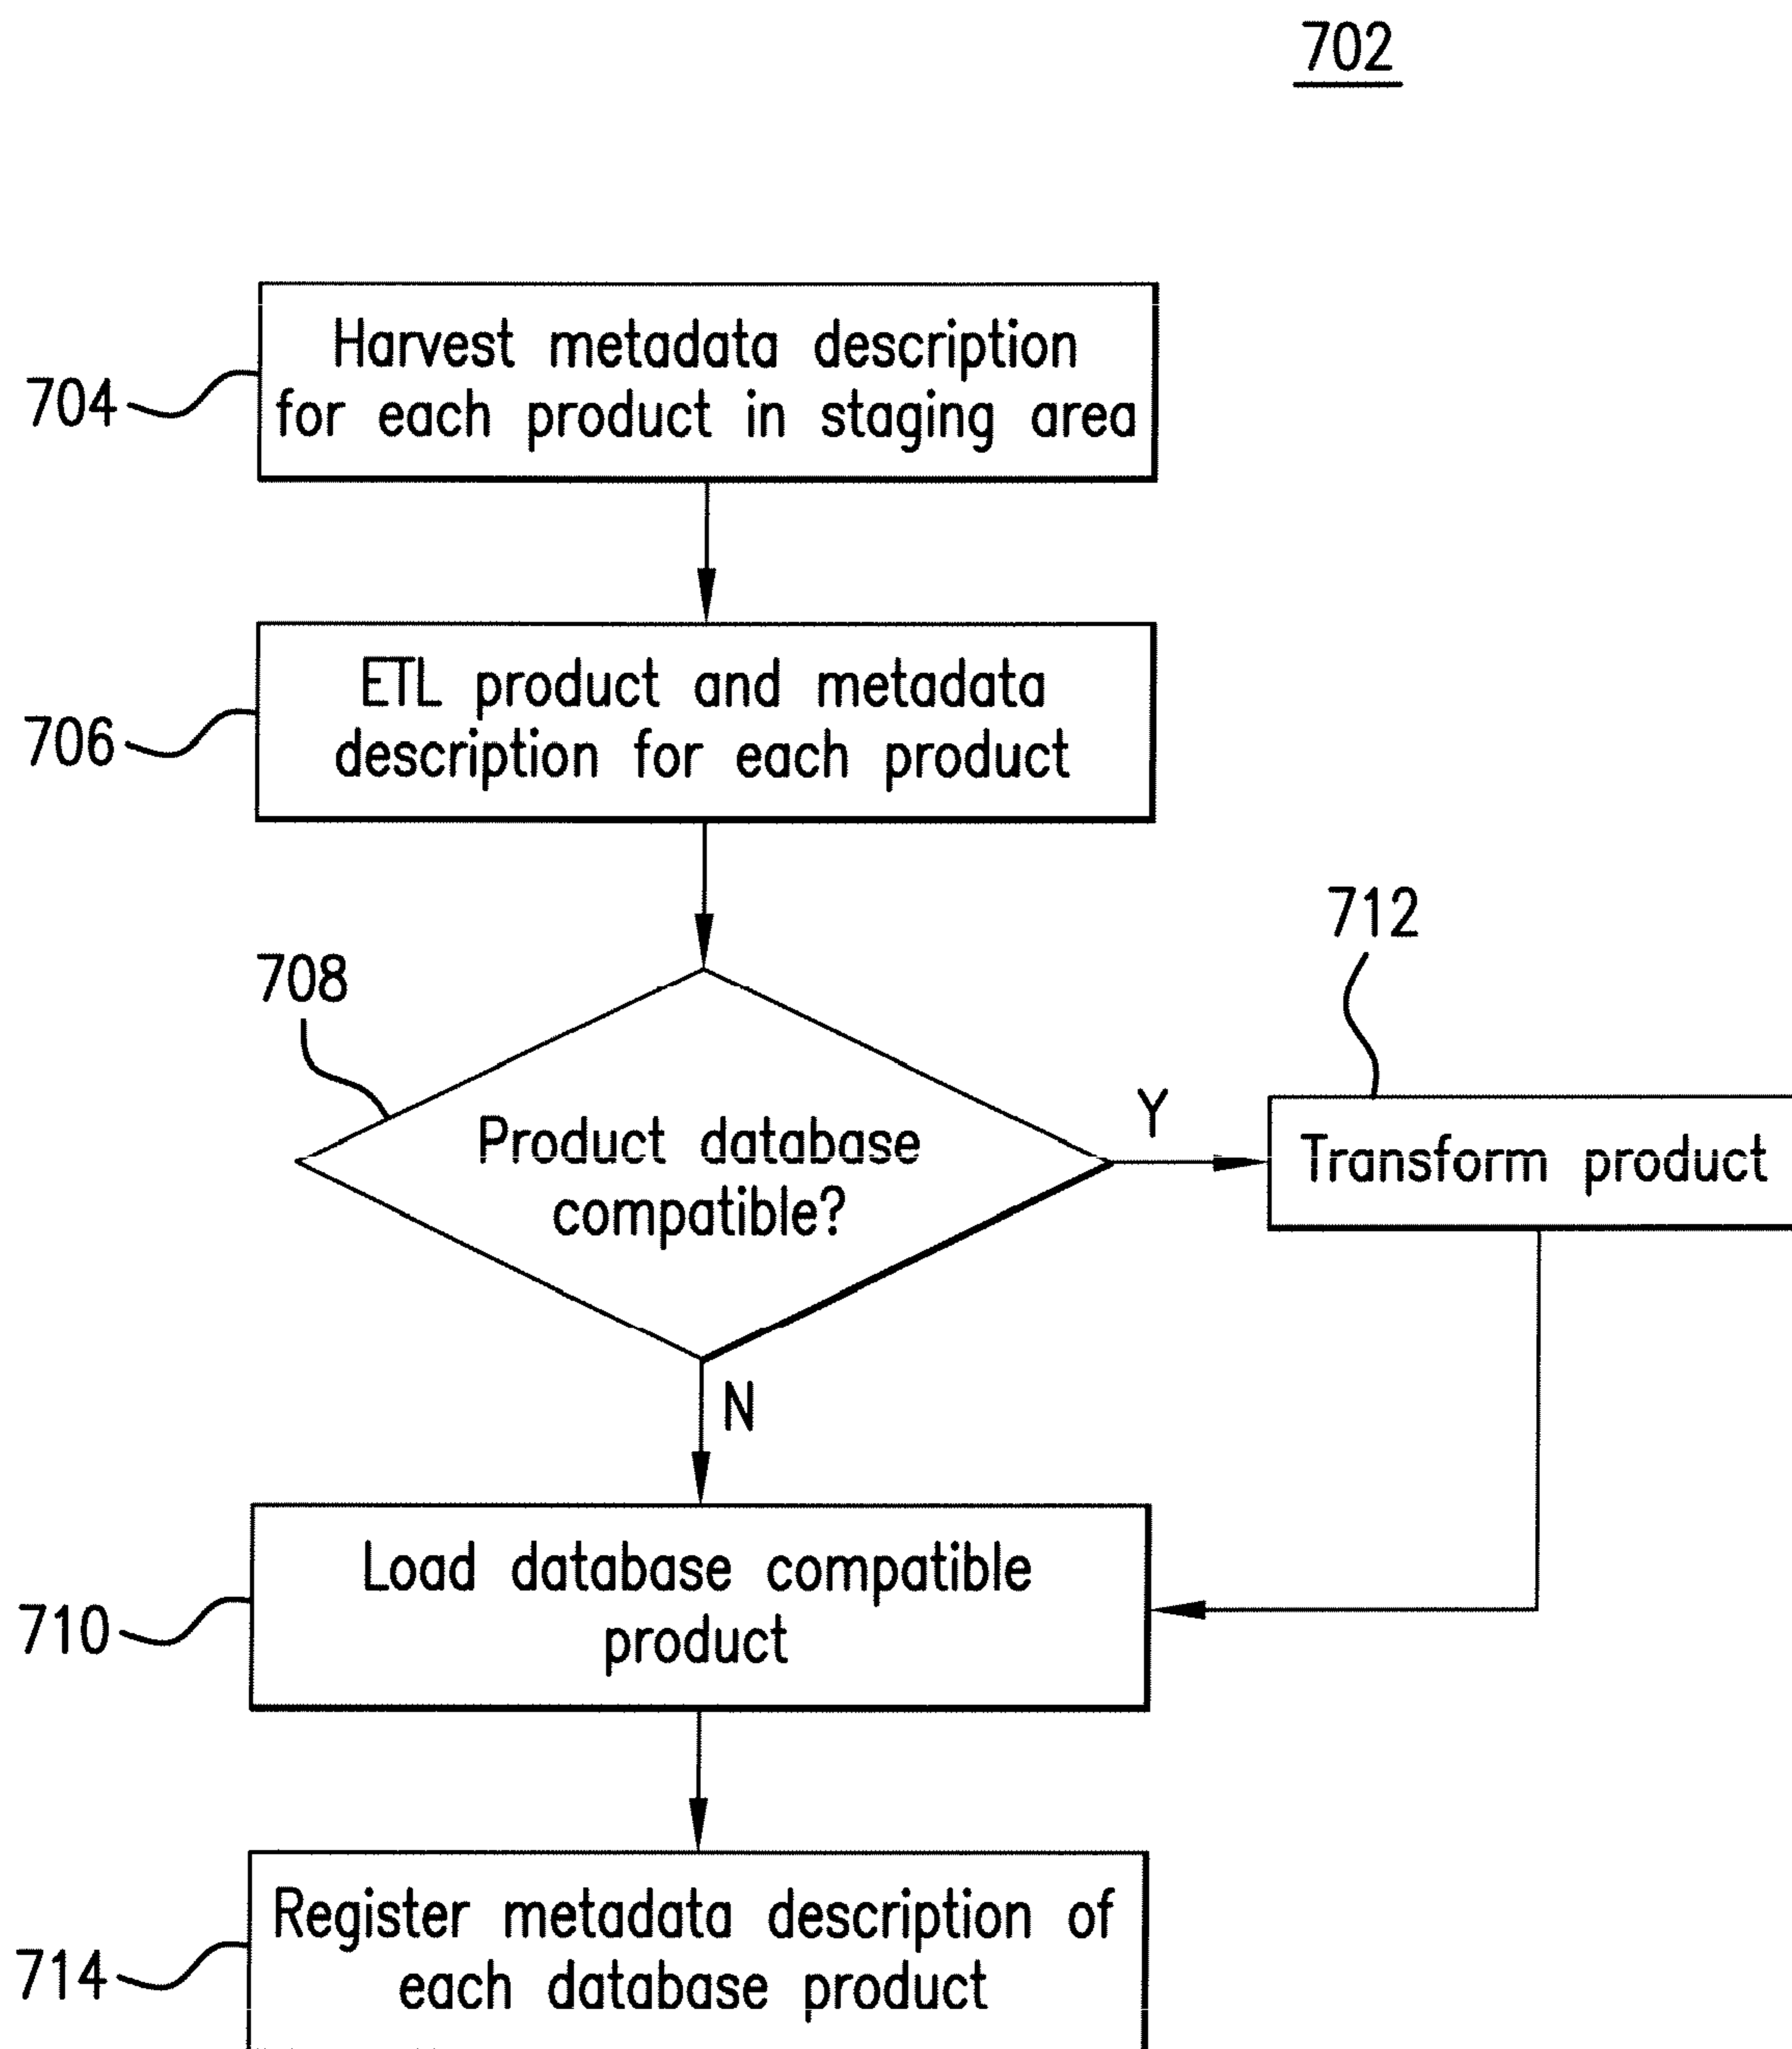 702
Harvest metadata description
for each product in staging area
704
ETL product and metadata
description for each product
706
708
Product database
compatible?
Y
712
Transform product
N
Load database compatible
product
710
Register metadata description of
each database product
714